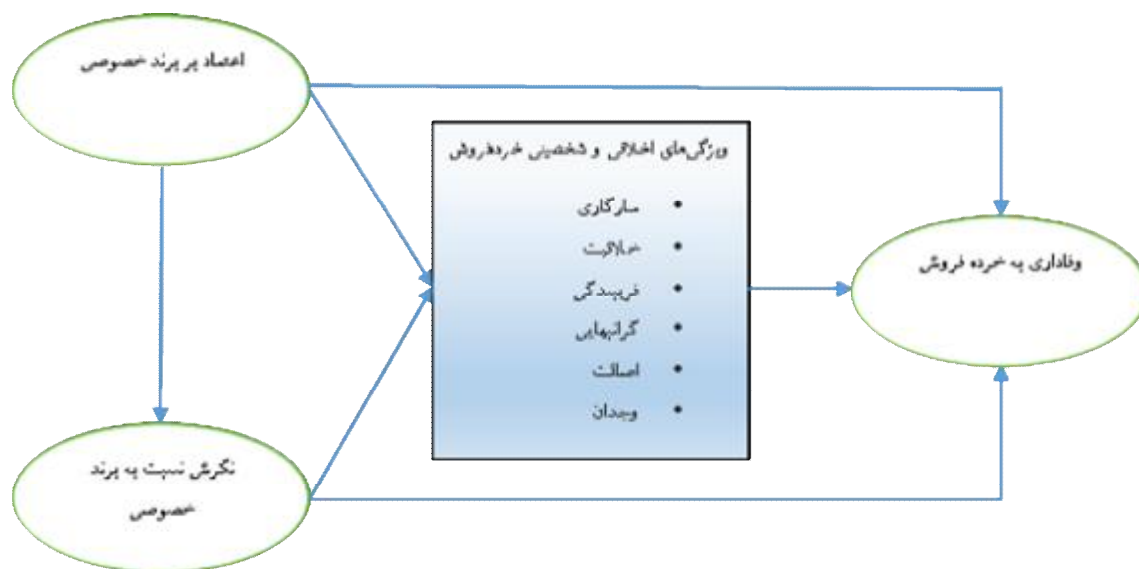 اعتماد بر برند خصوصی
ویژگی‌های اخلاقی و شخصیتی خرده‌فروش
• سازگاری
• خلاقیت
• فریبندگی
• گرانبهایی
• اصالت
• وجدان
وفاداری به خرده فروش
نگرش نسبت به برند
خصوصی